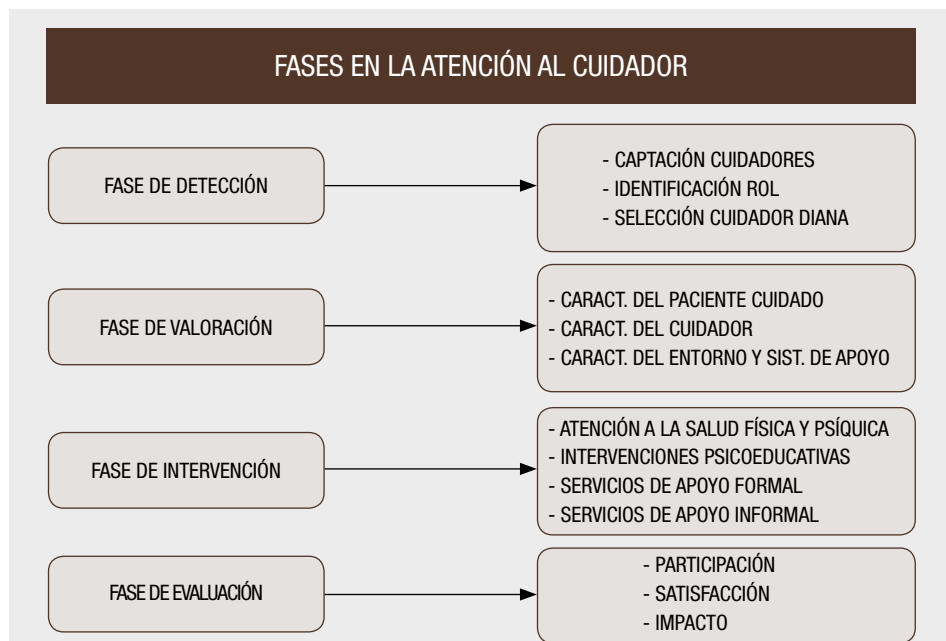 FASES EN LA ATENCIÓN AL CUIDADOR
FASE DE DETECCIÓN
- CAPTACIÓN CUIDADORES
- IDENTIFICACIÓN ROL
- SELECCIÓN CUIDADOR DIANA
FASE DE VALORACIÓN
- CARACT. DEL PACIENTE CUIDADO
- CARACT. DEL CUIDADOR
- CARACT. DEL ENTORNO Y SIST. DE APOYO
FASE DE INTERVENCIÓN
- ATENCIÓN A LA SALUD FÍSICA Y PSÍQUICA
- INTERVENCIONES PSICOEDUCATIVAS
- SERVICIOS DE APOYO FORMAL
- SERVICIOS DE APOYO INFORMAL
FASE DE EVALUACIÓN
- PARTICIPACIÓN
- SATISFACCIÓN
- IMPACTO